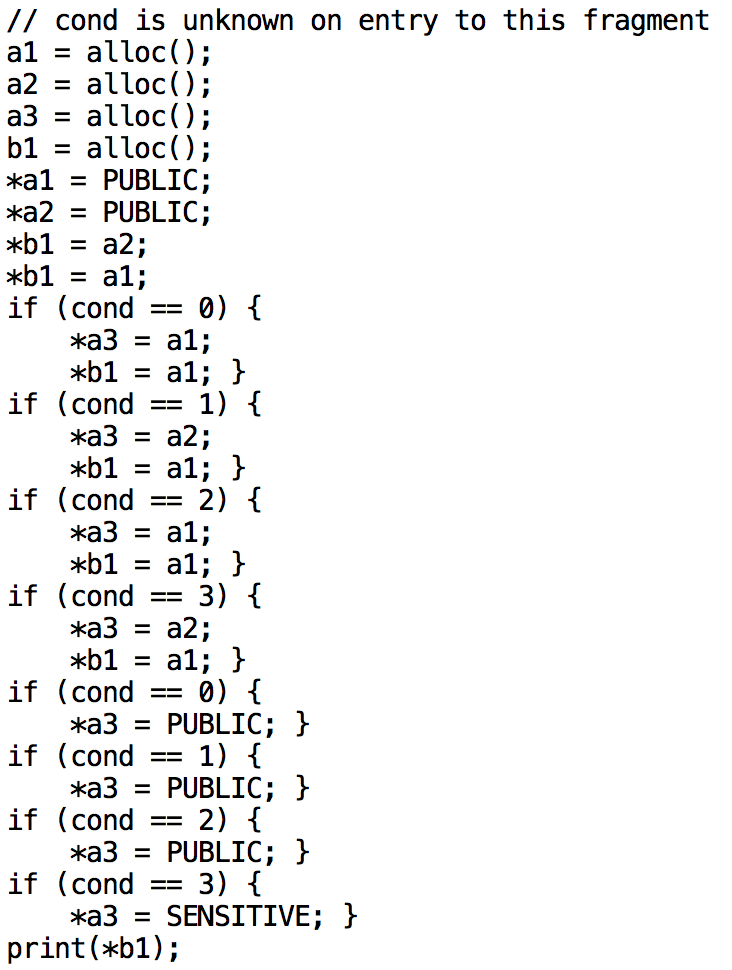 // cond is unknown on entry to this fragment
a1 = alloc();
a2 = alloc();
a3 = alloc();
b1 = alloc();
*a1 = PUBLIC;
*a2 = PUBLIC;
*b1 = a2;
*b1 = a1;
if (cond == 0) {
    *a3 = a1;
    *b1 = a1; }
if (cond == 1) {
    *a3 = a2;
    *b1 = a1; }
if (cond == 2) {
    *a3 = a1;
    *b1 = a1; }
if (cond == 3) {
    *a3 = a2;
    *b1 = a1; }
if (cond == 0) {
    *a3 = PUBLIC; }
if (cond == 1) {
    *a3 = PUBLIC; }
if (cond == 2) {
    *a3 = PUBLIC; }
if (cond == 3) {
    *a3 = SENSITIVE; }
print(*b1);